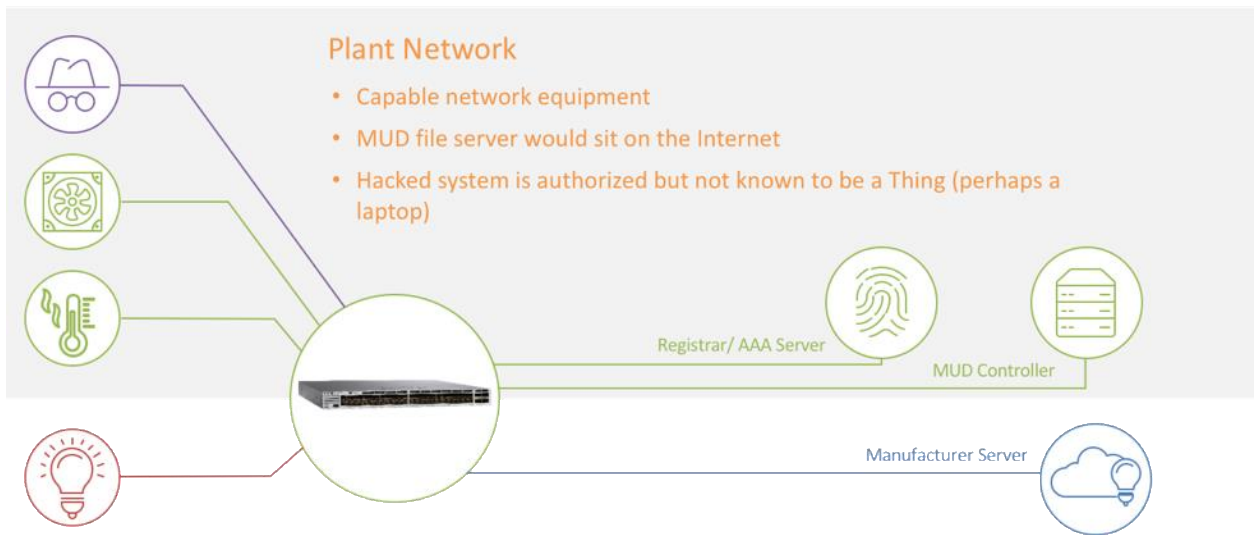 Plant Network
• Capable network equipment
• MUD file server would sit on the Internet
• Hacked system is authorized but not known to be a Thing (perhaps a
laptop)
Registrar/ AAA Server
MUD Controller
Manufacturer Server